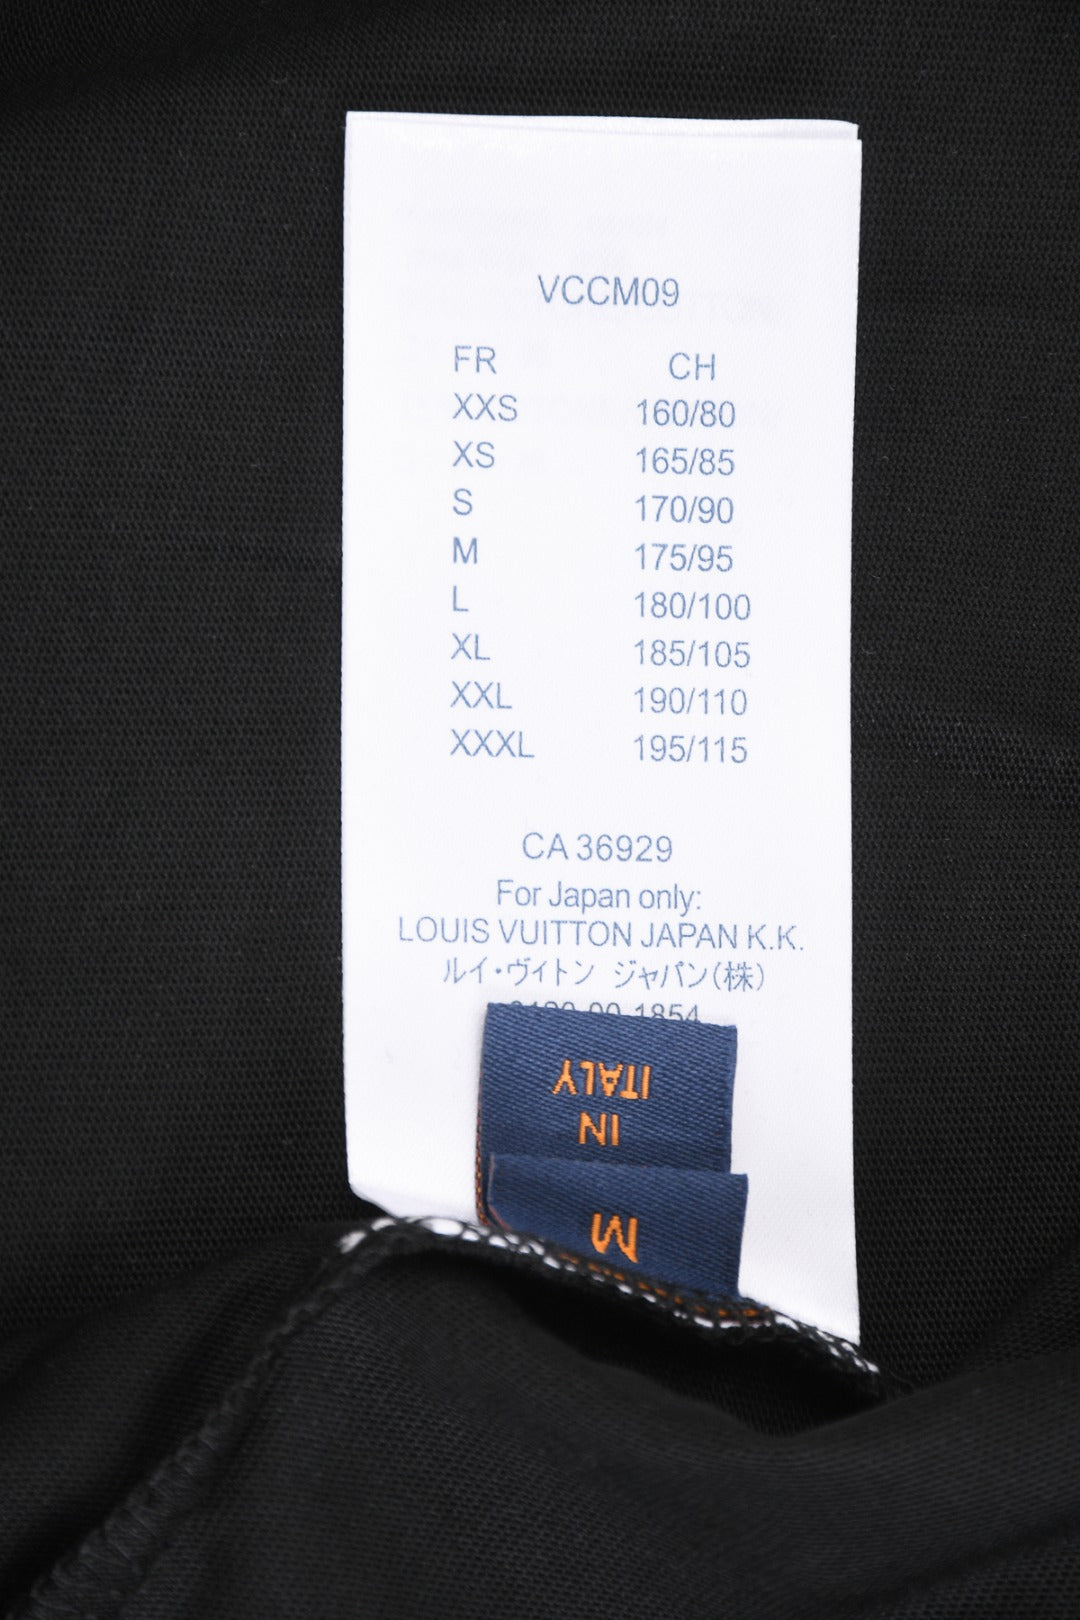 VCCM09
FR CH
XXS 160/80
XS 165/85
S 170/90
M 175/95
L 180/100
XL 185/105
XXL 190/110
XXXL 195/115
CA 36929
For Japan only:
LOUIS VUITTON JAPAN K.K.
ルイ・ヴィトン ジャパン(株)
M
IN
ITALY